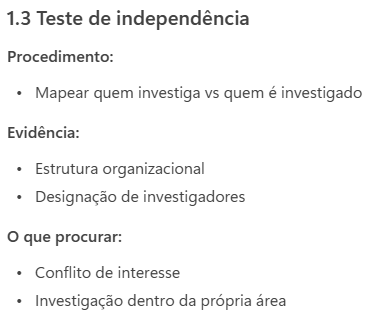 1.3 Teste de independência
Procedimento:
• Mapear quem investiga vs quem é investigado
Evidência:
• Estrutura organizacional
• Designação de investigadores
O que procurar:
• Conflito de interesse
• Investigação dentro da própria área